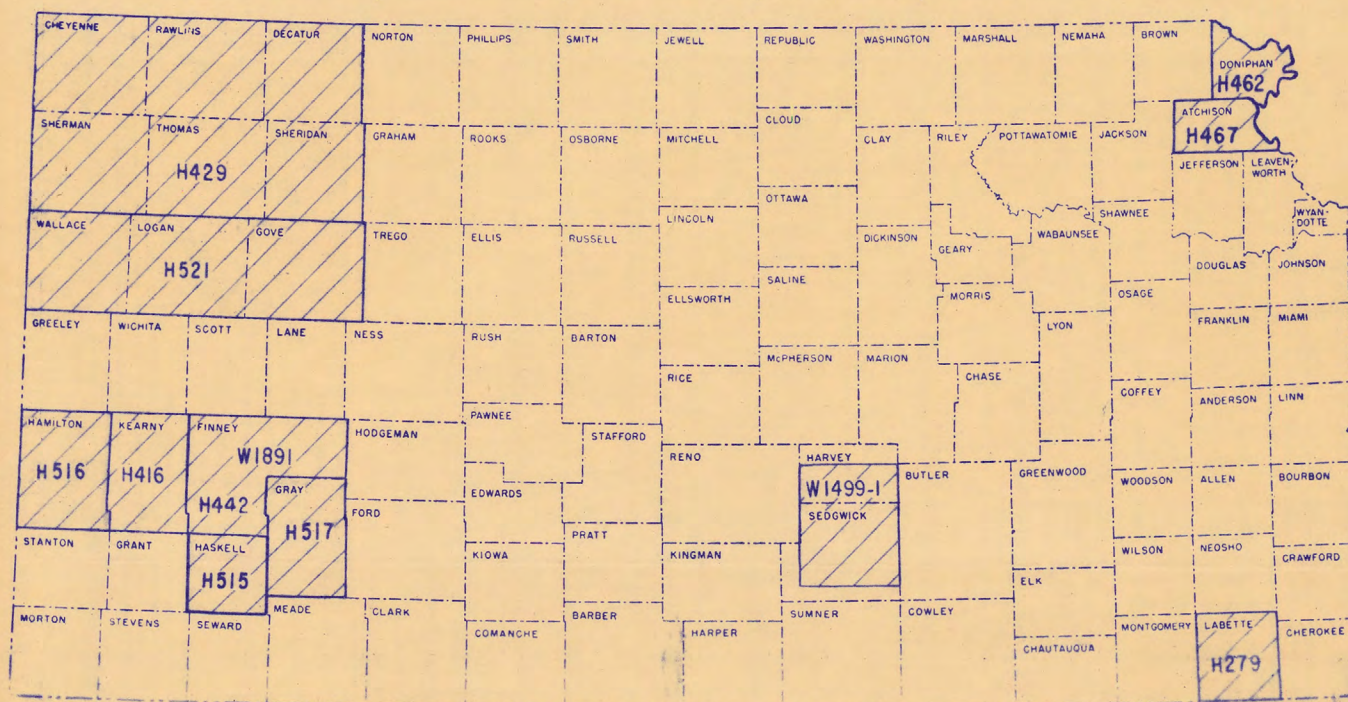 CHEYENNE RAWLINS DECATUR NORTON PHILLIPS SMITH JEWELL REPUBLIC WASHINGTON MARSHALL NEMAHA BROWN
DONIPHAN
H462
ATCHISON
H467
SHERMAN THOMAS SHERIDAN GRAHAM ROOKS OSBORNE MITCHELL CLOUD CLAY RILEY POTTAWATOMIE JACKSON
H429
JEFFERSON LEAVEN
WORTH
WYAN-
DOTTE
WALLACE LOGAN GOVE TREGO ELLIS RUSSELL LINCOLN OTTAWA DICKINSON GEARY WABAUNSEE SHAWNEE DOUGLAS JOHNSON
H521
ELLSWORTH SALINE MORRIS OSAGE
GREELEY WICHITA SCOTT LANE NESS RUSH BARTON RICE McPHERSON MARION CHASE LYON FRANKLIN MIAMI
COFFEY ANDERSON LINN
HAMILTON KEARNY FINNEY HODGEMAN PAWNEE STAFFORD RENO HARVEY BUTLER GREENWOOD WOODSON ALLEN BOURBON
W1891
H516 H416 H442
GRAY
H517
FORD EDWARDS
W1499-1
SEDGWICK
STANTON GRANT HASKELL
H515
KIOWA PRATT KINGMAN WILSON NEOSHO CRAWFORD
ELK
MORTON STEVENS SEWARD MEADE CLARK COMANCHE BARBER HARPER SUMNER COWLEY CHAUTAUQUA MONTGOMERY LABETTE CHEROKEE
H279